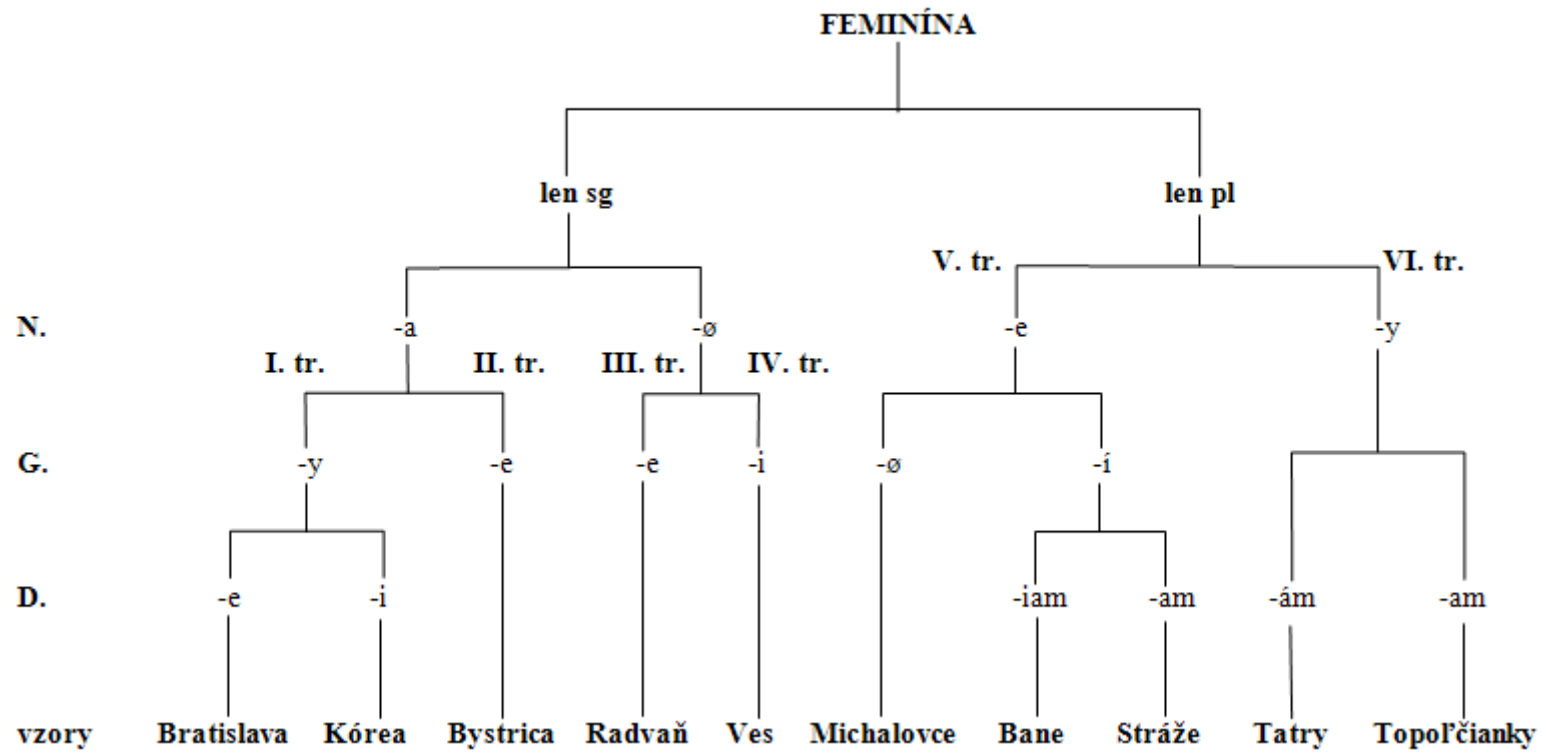 FEMINÍNA
len sg len pl
V. tr. VI. tr.
N. -a -ø -e -y
I. tr. II. tr. III. tr. IV. tr.
G. -y -e -e -i -ø -í
D. -e -i -iam -am -ám -am
vzory Bratislava Kórea Bystrica Radvaň Ves Michalovce Bane Stráže Tatry Topoľčianky